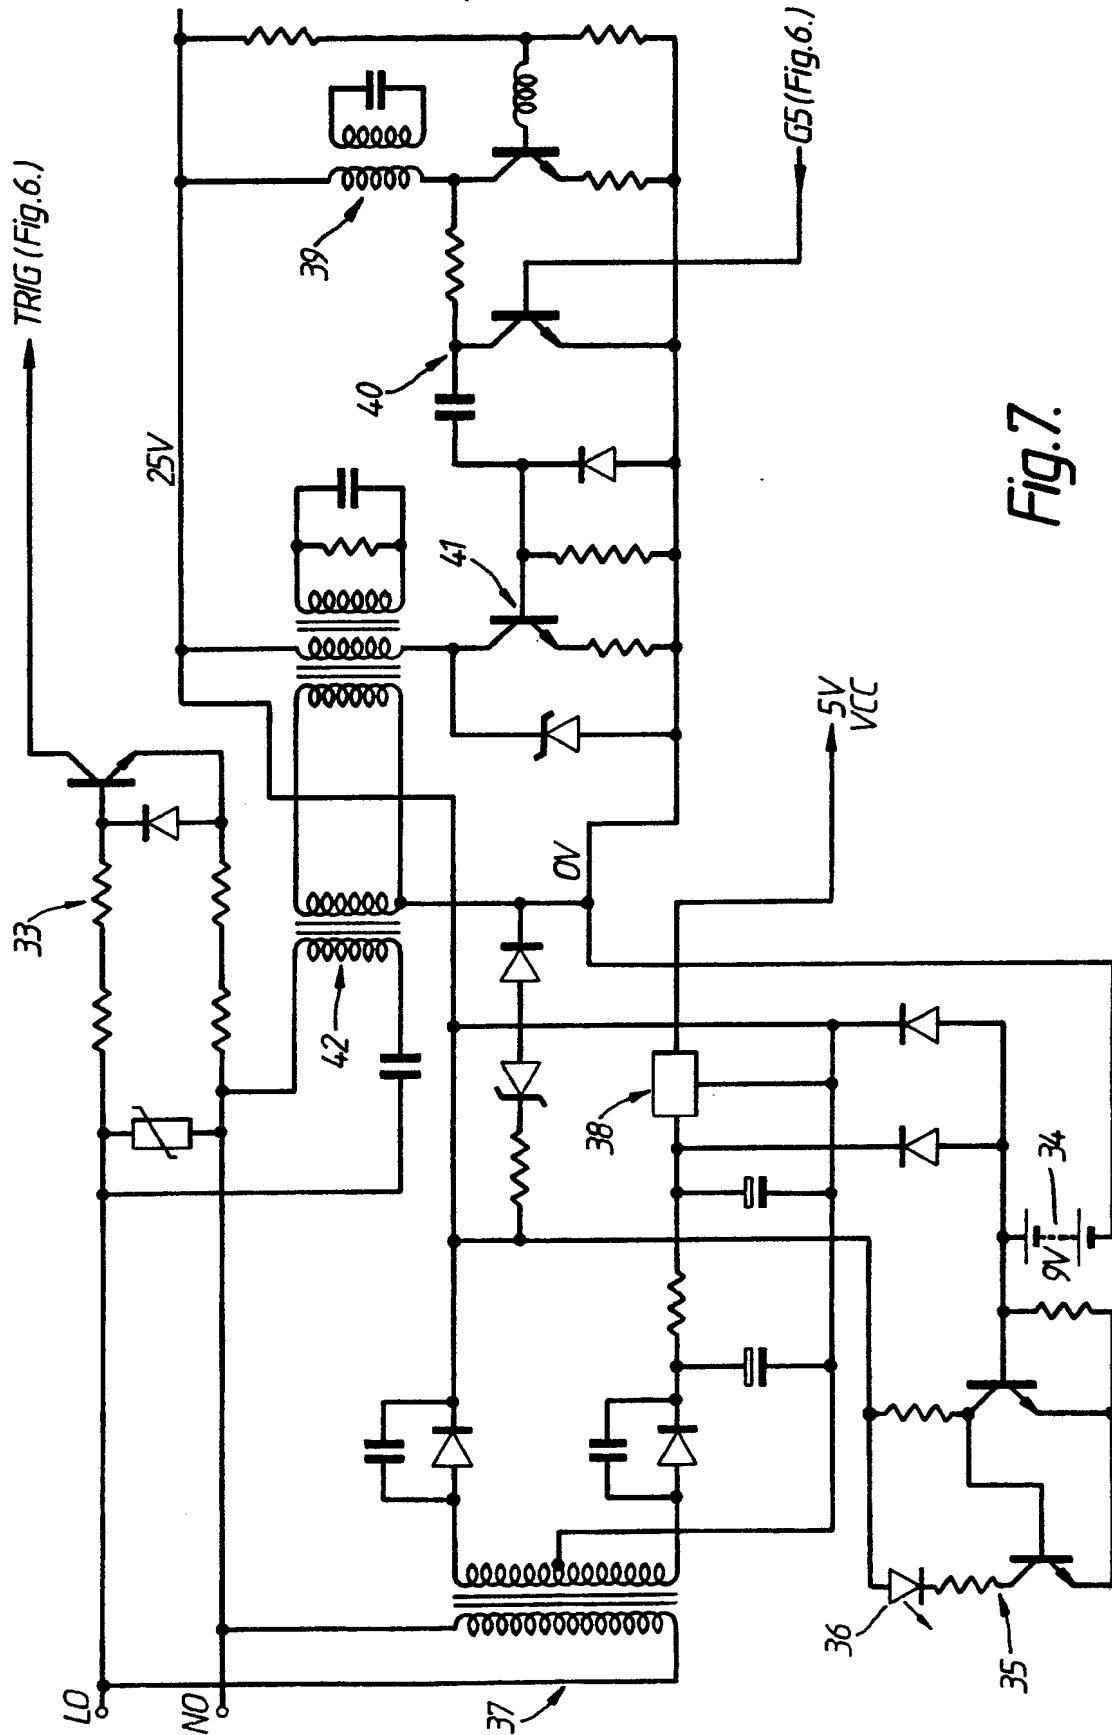 TRIG (Fig.6.)
25V
39
40
G5(Fig.6.)
41
33
42
0V
5V
VCC
38
34
9V
LO
NO
37
36
35
Fig.7.